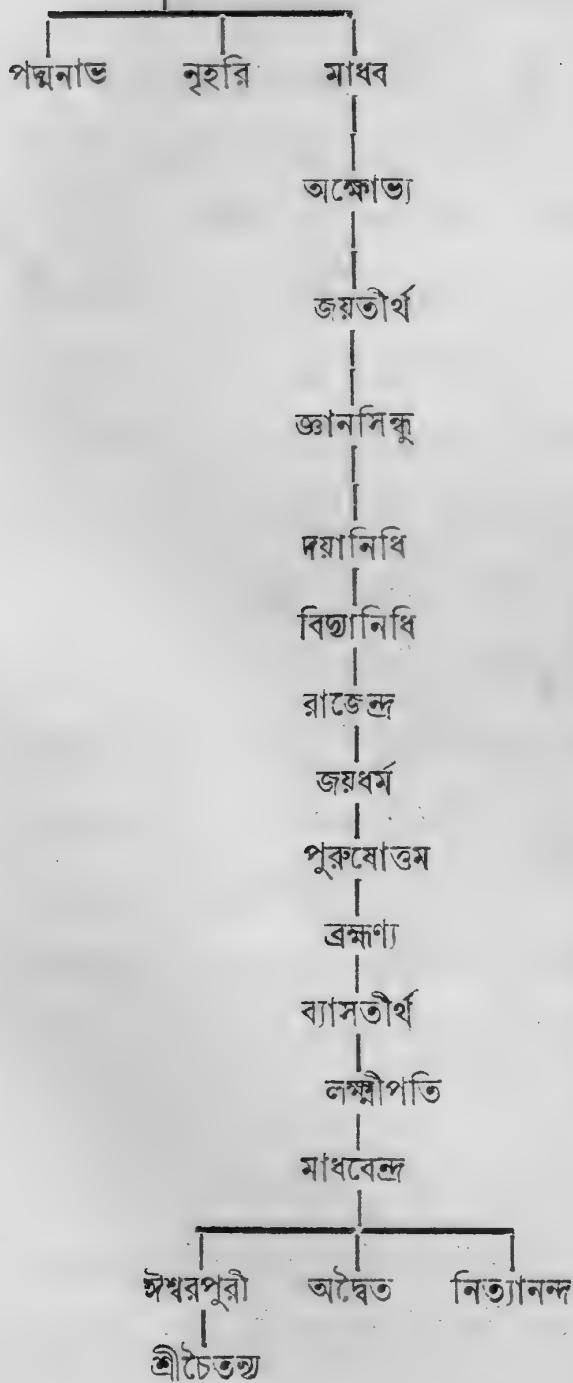 পদ্মনাভ নৃহরি মাধব
অক্ষোভ্য
জয়তীর্থ
জ্ঞানসিন্ধু
দয়ানিধি
বিদ্যানিধি
রাজেন্দ্র
জয়ধর্ম
পুরুষোত্তম
ব্রহ্মণ্য
ব্যাসতীর্থ
লক্ষ্মীপতি
মাধবেন্দ্র
ঈশ্বরপুরী অদ্বৈত নিত্যানন্দ
শ্রীচৈতন্য